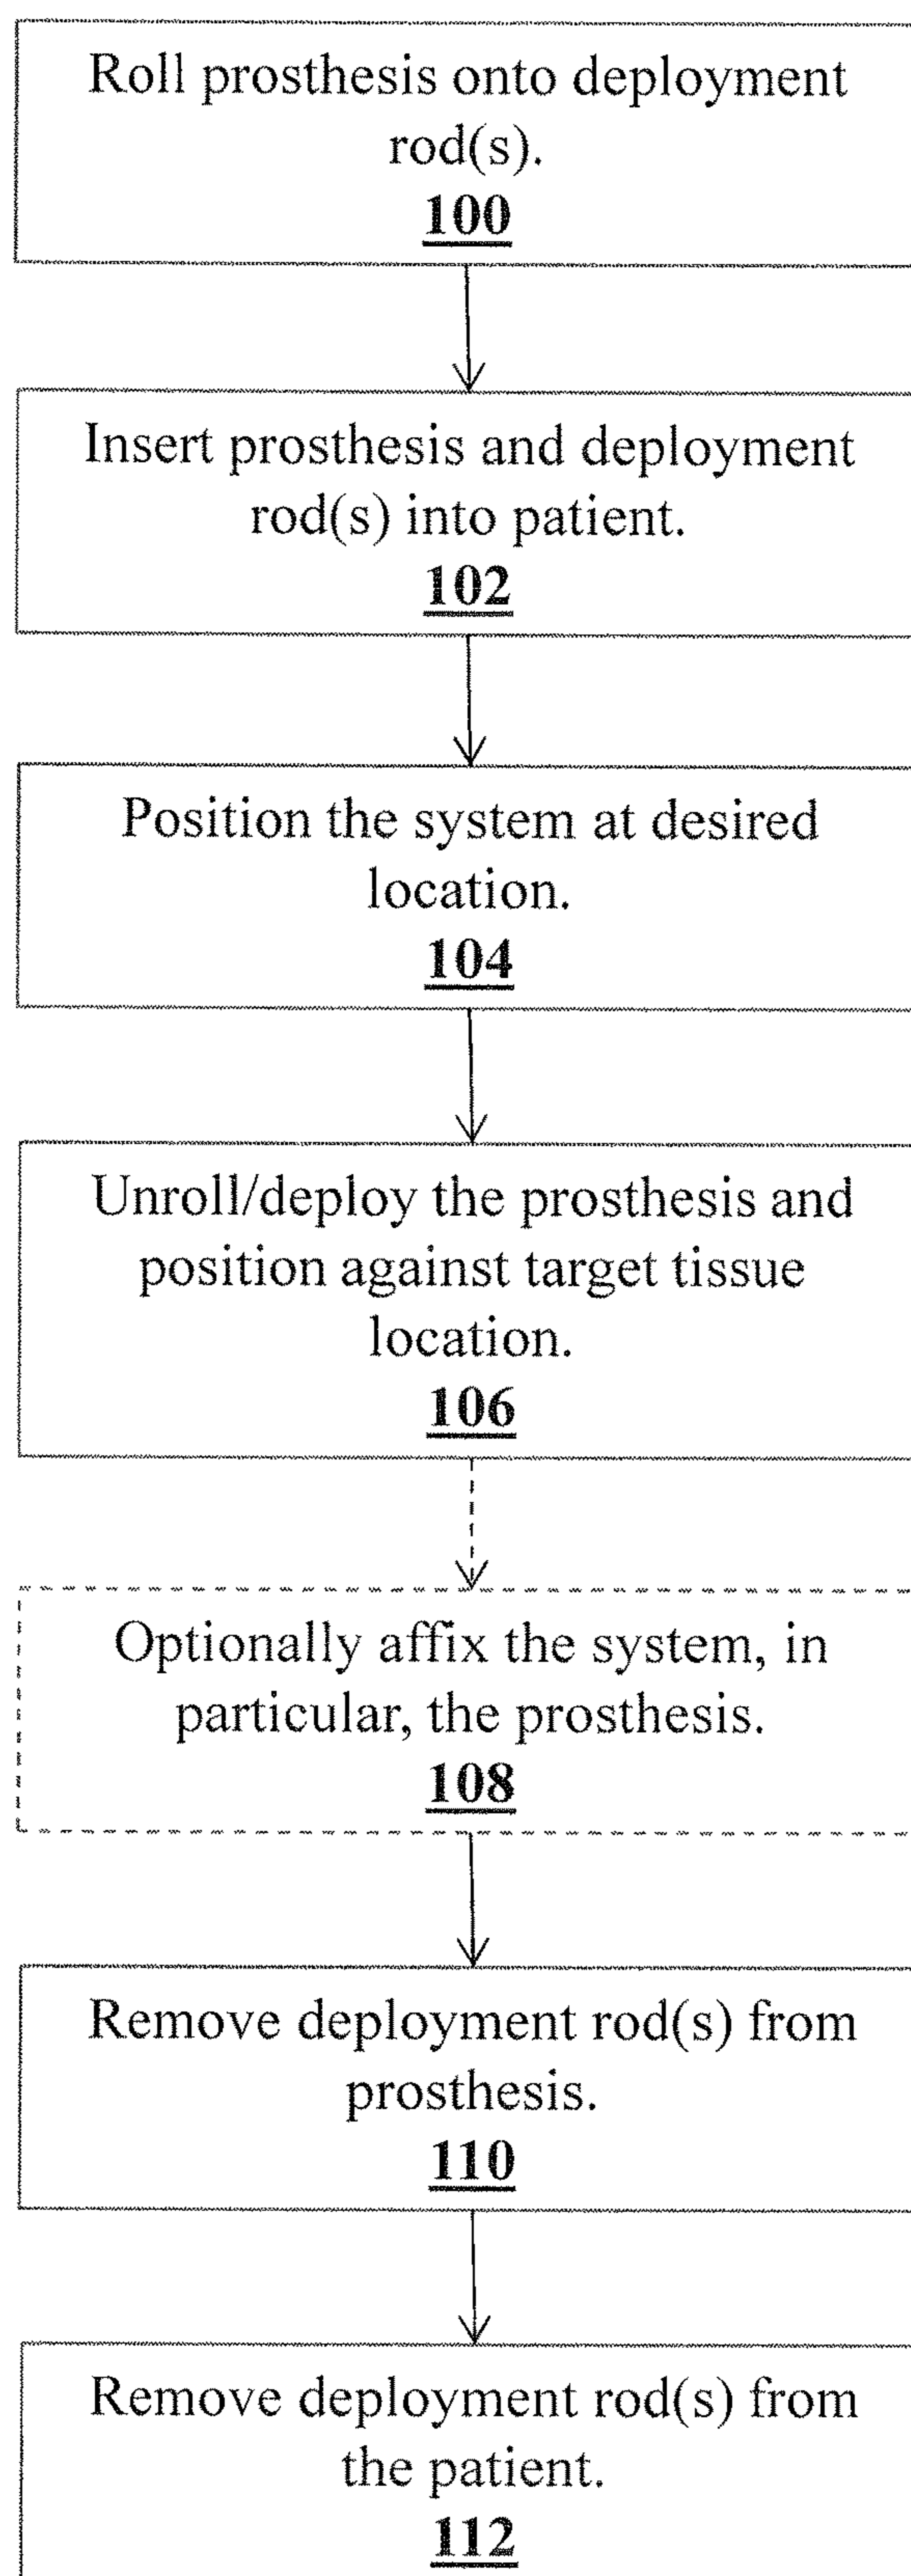 Roll prosthesis onto deployment
rod(s).
100
Insert prosthesis and deployment
rod(s) into patient.
102
Position the system at desired
location.
104
Unroll/deploy the prosthesis and
position against target tissue
location.
106
Optionally affix the system, in
particular, the prosthesis.
108
Remove deployment rod(s) from
prosthesis.
110
Remove deployment rod(s) from
the patient.
112